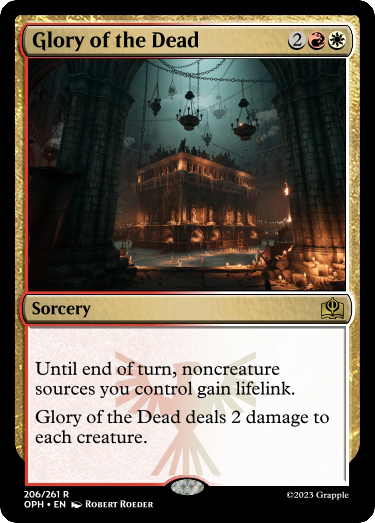 Glory of the Dead 2
Sorcery
Until end of turn, noncreature
sources you control gain lifelink.
Glory of the Dead deals 2 damage to
each creature.
206/261 R
OPH • EN Robert Roeder
©2023 Grapple